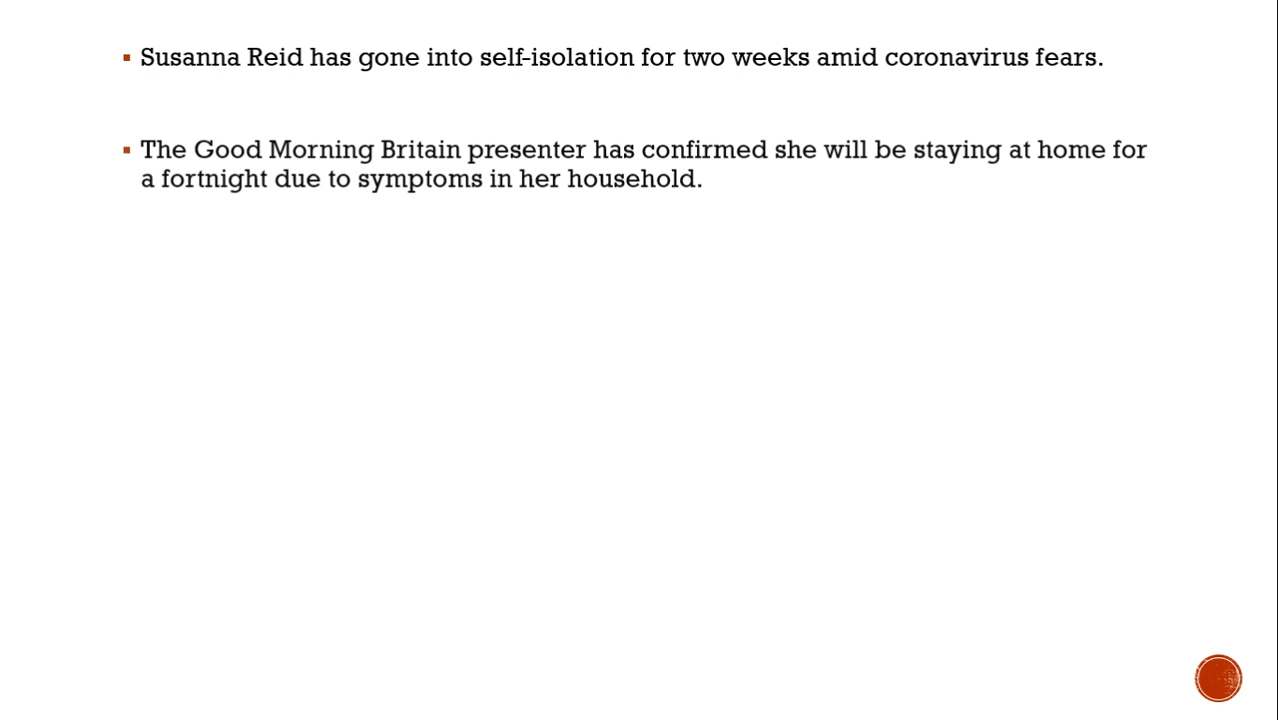 Susanna Reid has gone into self-isolation for two weeks amid coronavirus fears.
The Good Morning Britain presenter has confirmed she will be staying at home for
a fortnight due to symptoms in her household.